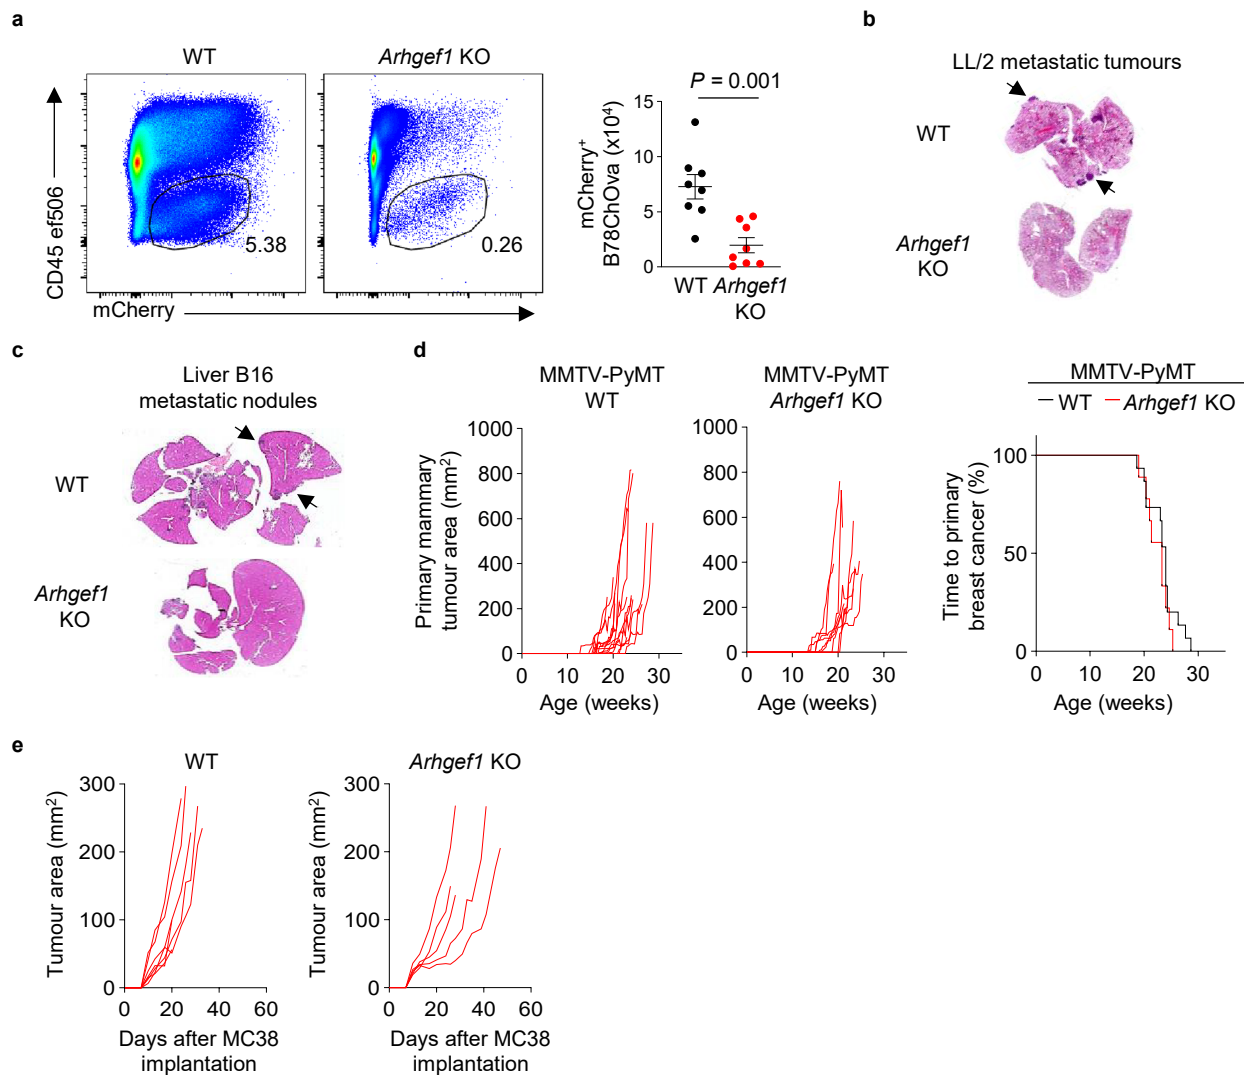 a
WT
Arhgef1 KO
CD45 ef506
5.38
0.26
mCherry
P = 0.001
mCherry⁺
B78ChOva (x10⁴)
15
10
5
0
WT Arhgef1
KO
b
LL/2 metastatic tumours
WT
Arhgef1
KO
c
Liver B16
metastatic nodules
WT
Arhgef1
KO
d
MMTV-PyMT
WT
Primary mammary
tumour area (mm²)
1000
800
600
400
200
0
0 10 20 30
Age (weeks)
MMTV-PyMT
Arhgef1 KO
1000
800
600
400
200
0
0 10 20 30
Age (weeks)
MMTV-PyMT
WT Arhgef1 KO
Time to primary
breast cancer (%)
100
50
0
0 10 20 30
Age (weeks)
e
WT
Tumour area (mm²)
300
200
100
0
0 20 40 60
Days after MC38
implantation
Arhgef1 KO
Tumour area (mm²)
300
200
100
0
0 20 40 60
Days after MC38
implantation